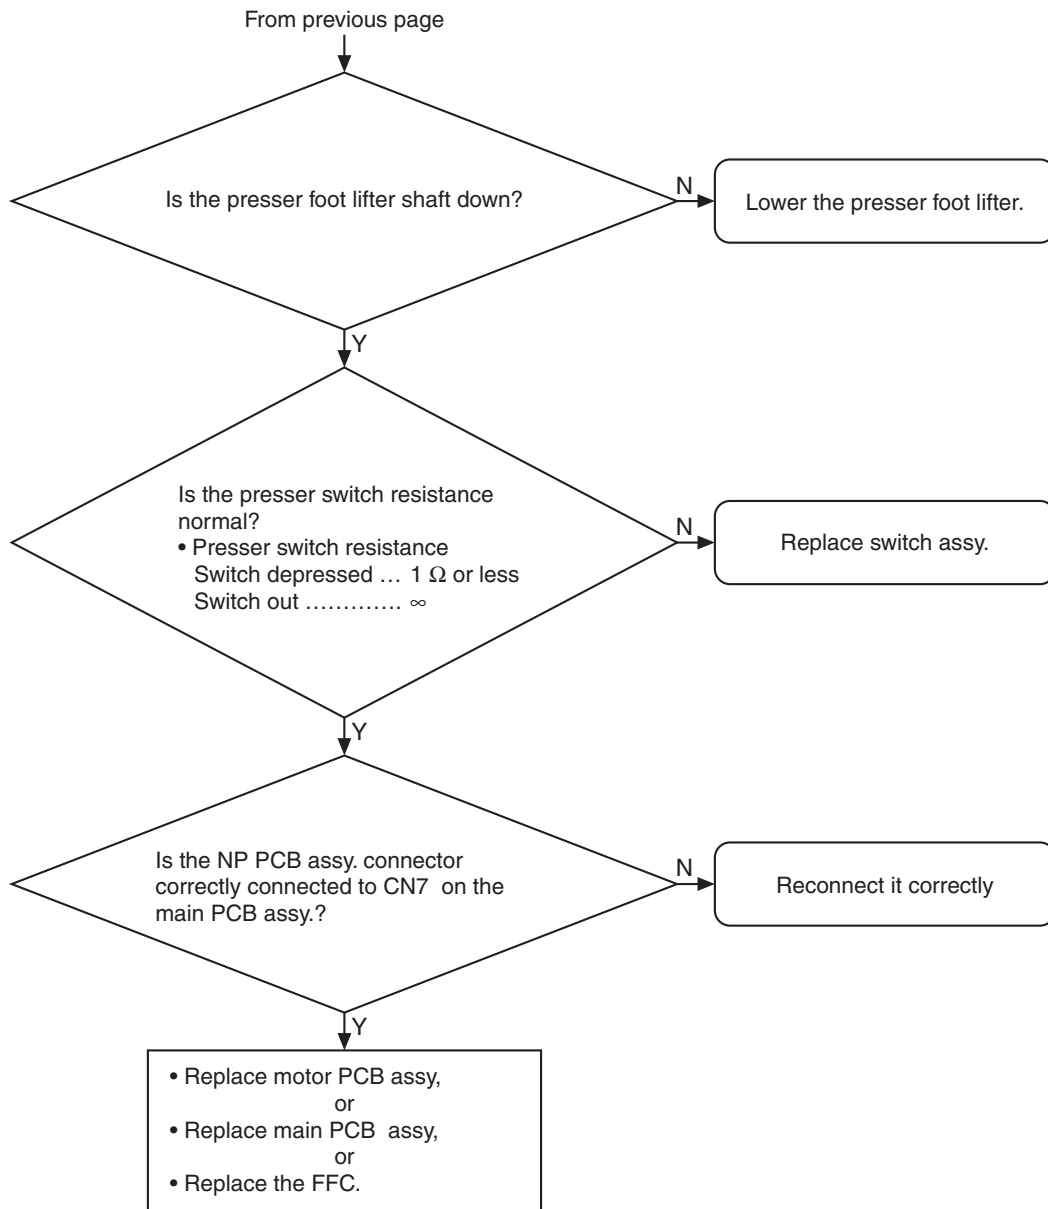 From previous page
Is the presser foot lifter shaft down?
N
Lower the presser foot lifter.
Y
Is the presser switch resistance
normal?
• Presser switch resistance
Switch depressed … 1 Ω or less
Switch out …………. ∞
N
Replace switch assy.
Y
Is the NP PCB assy. connector
correctly connected to CN7 on the
main PCB assy.?
N
Reconnect it correctly
Y
• Replace motor PCB assy,
or
• Replace main PCB assy,
or
• Replace the FFC.